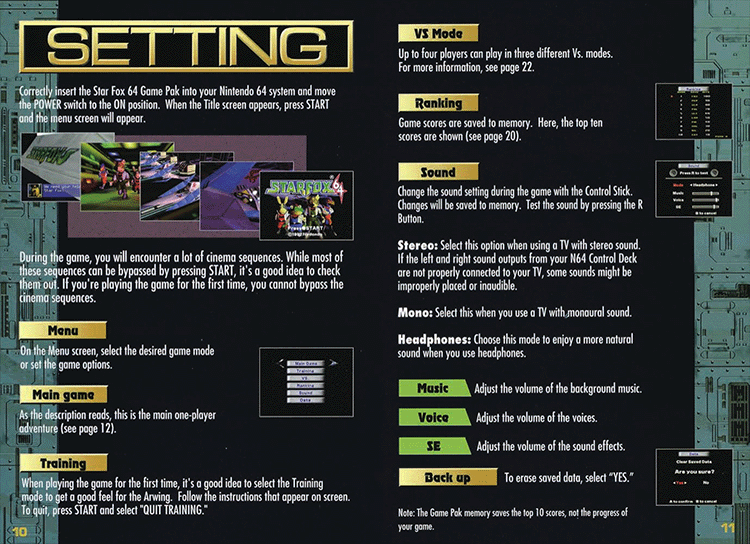 SETTING
Correctly insert the Star Fox 64 Game Pak into your Nintendo 64 system and move
the POWER switch to the ON position. When the Title screen appears, press START
and the menu screen will appear.
STARFOX 64
Press START
During the game, you will encounter a lot of cinema sequences. While most of
these sequences can be bypassed by pressing START, it's a good idea to check
them out. If you're playing the game for the first time, you cannot bypass the
cinema sequences.
Menu
On the Menu screen, select the desired game mode
or set the game options.
Main Game
Training
VS
Ranking
Sound
Data
Main game
As the description reads, this is the main one-player
adventure (see page 12).
Training
When playing the game for the first time, it's a good idea to select the Training
mode to get a good feel for the Arwing. Follow the instructions that appear on screen.
To quit, press START and select "QUIT TRAINING."
10
VS Mode
Up to four players can play in three different Vs. modes.
For more information, see page 22.
Ranking
Game scores are saved to memory. Here, the top ten
scores are shown (see page 20).
Ranking
Sound
Change the sound setting during the game with the Control Stick.
Changes will be saved to memory. Test the sound by pressing the R
Button.
Sound
Press R to test
Mode Headphone
Music
Voice
SE
B to cancel
Stereo: Select this option when using a TV with stereo sound.
If the left and right sound outputs from your N64 Control Deck
are not properly connected to your TV, some sounds might be
improperly placed or inaudible.
Mono: Select this when you use a TV with monaural sound.
Headphones: Choose this mode to enjoy a more natural
sound when you use headphones.
Music Adjust the volume of the background music.
Voice Adjust the volume of the voices.
SE Adjust the volume of the sound effects.
Back up To erase saved data, select “YES.”
Data
Clear Saved Data
Are you sure?
Yes No
A to confirm B to cancel
Note: The Game Pak memory saves the top 10 scores, not the progress of
your game.
11